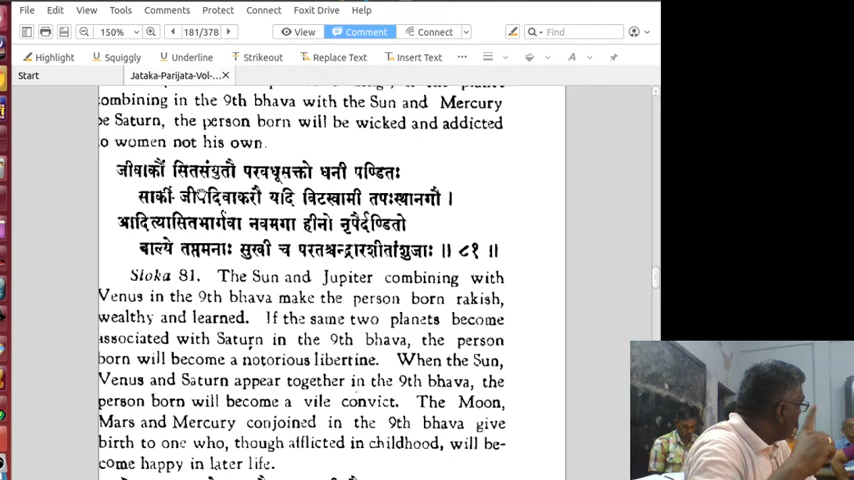 File Edit View Tools Comments Protect Connect Foxit Drive Help
150% 181/378 View Comment Connect Find
Highlight Squiggly Underline Strikeout Replace Text Insert Text
Start Jataka-Parijata-Vol-...
combining in the 9th bhava with the Sun and Mercury
be Saturn, the person born will be wicked and addicted
to women not his own.
जीवार्कौ सितसंयुतौ परवधूसक्तो धनी पण्डितः
सार्की दिवाकरौ यदि विटस्वामी तपःस्थानगौ ।
आदित्यासितभार्गवा नवमगा हीनो नृपैर्दण्डितो
बाल्ये तप्तमनाः सुखी च परतश्चन्द्रारशीतांशुजाः ॥ ८१ ॥
Sloka 81. The Sun and Jupiter combining with
Venus in the 9th bhava make the person born rakish,
wealthy and learned. If the same two planets become
associated with Saturn in the 9th bhava, the person
born will become a notorious libertine. When the Sun,
Venus and Saturn appear together in the 9th bhava, the
person born will become a vile convict. The Moon,
Mars and Mercury conjoined in the 9th bhava give
birth to one who, though afflicted in childhood, will be-
come happy in later life.